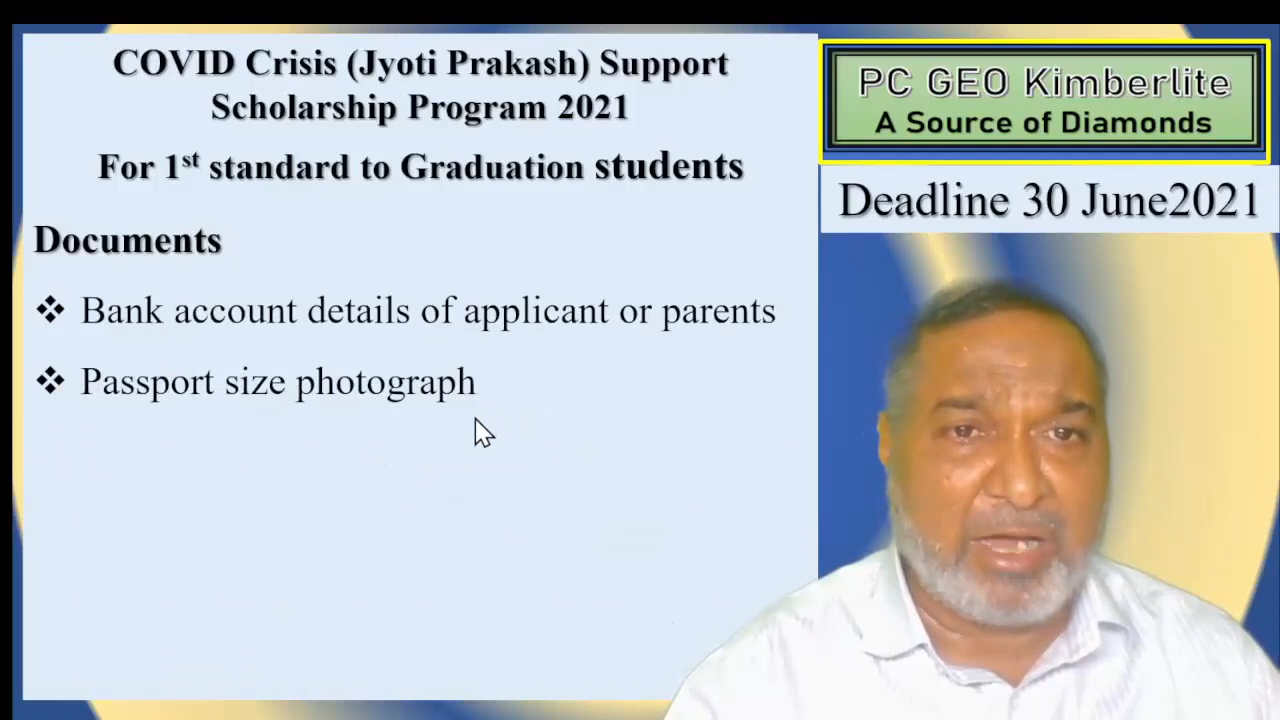 COVID Crisis (Jyoti Prakash) Support
Scholarship Program 2021
For 1st standard to Graduation students
Documents
❖ Bank account details of applicant or parents
❖ Passport size photograph
PC GEO Kimberlite
A Source of Diamonds
Deadline 30 June2021